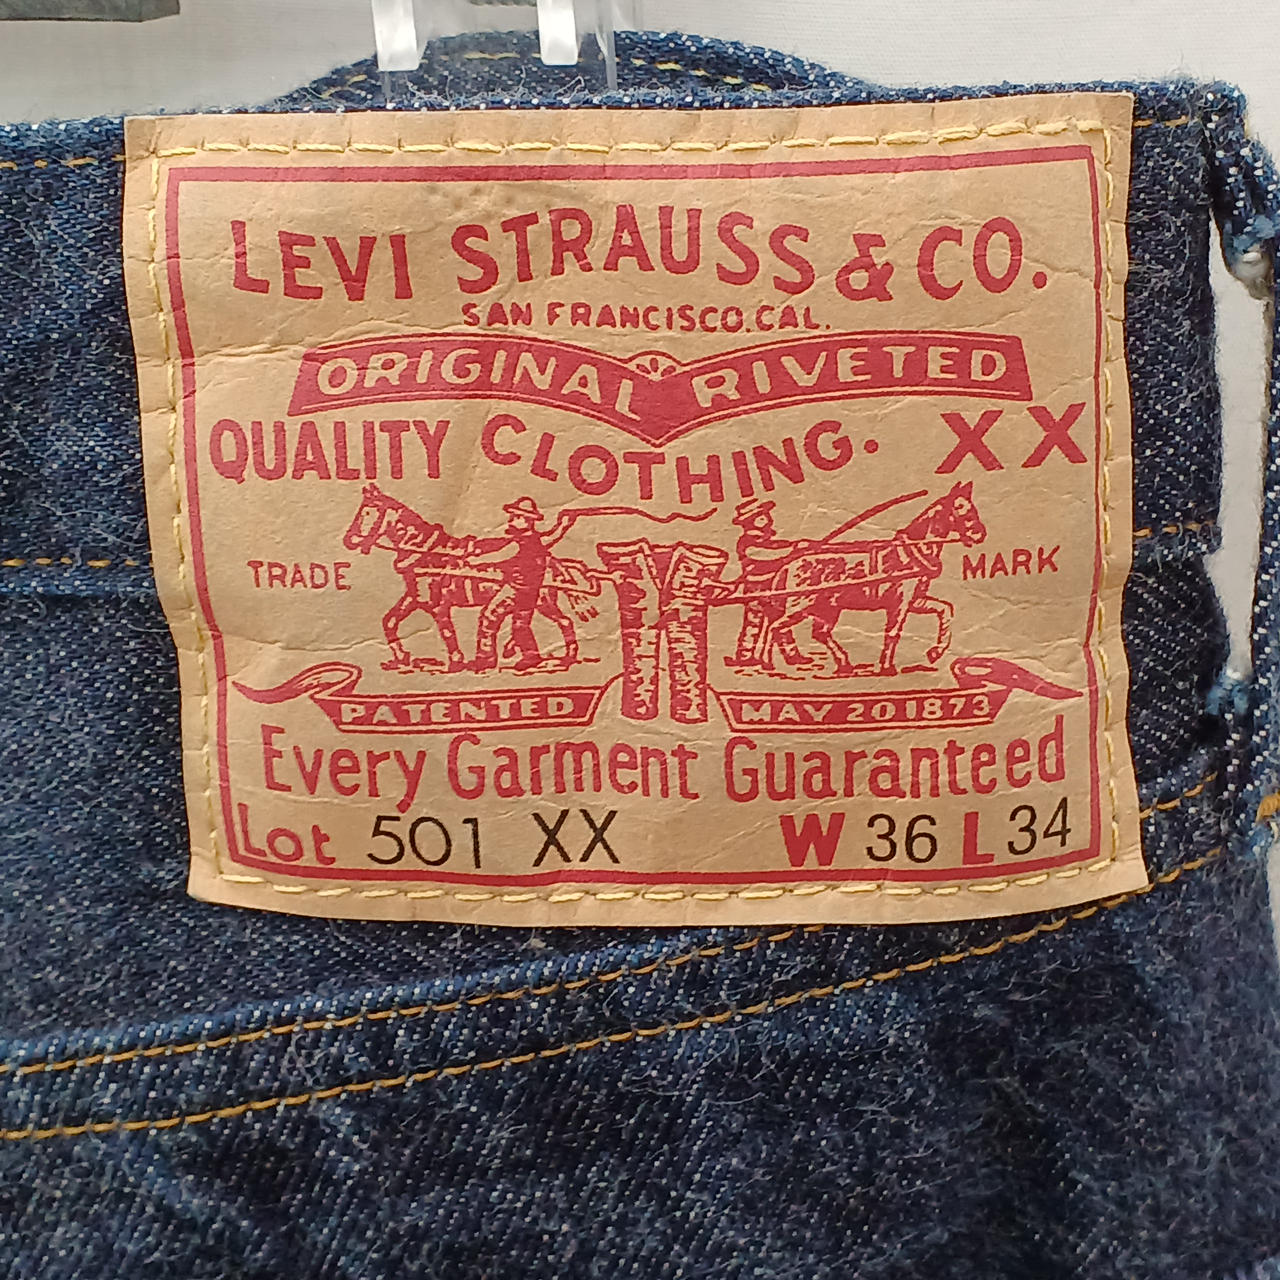 LEVI STRAUSS & CO.
SAN FRANCISCO.CAL.
ORIGINAL RIVETED
QUALITY CLOTHING. XX
TRADE MARK
PATENTED MAY 20 1873
Every Garment Guaranteed
Lot 501 XX W 36 L 34